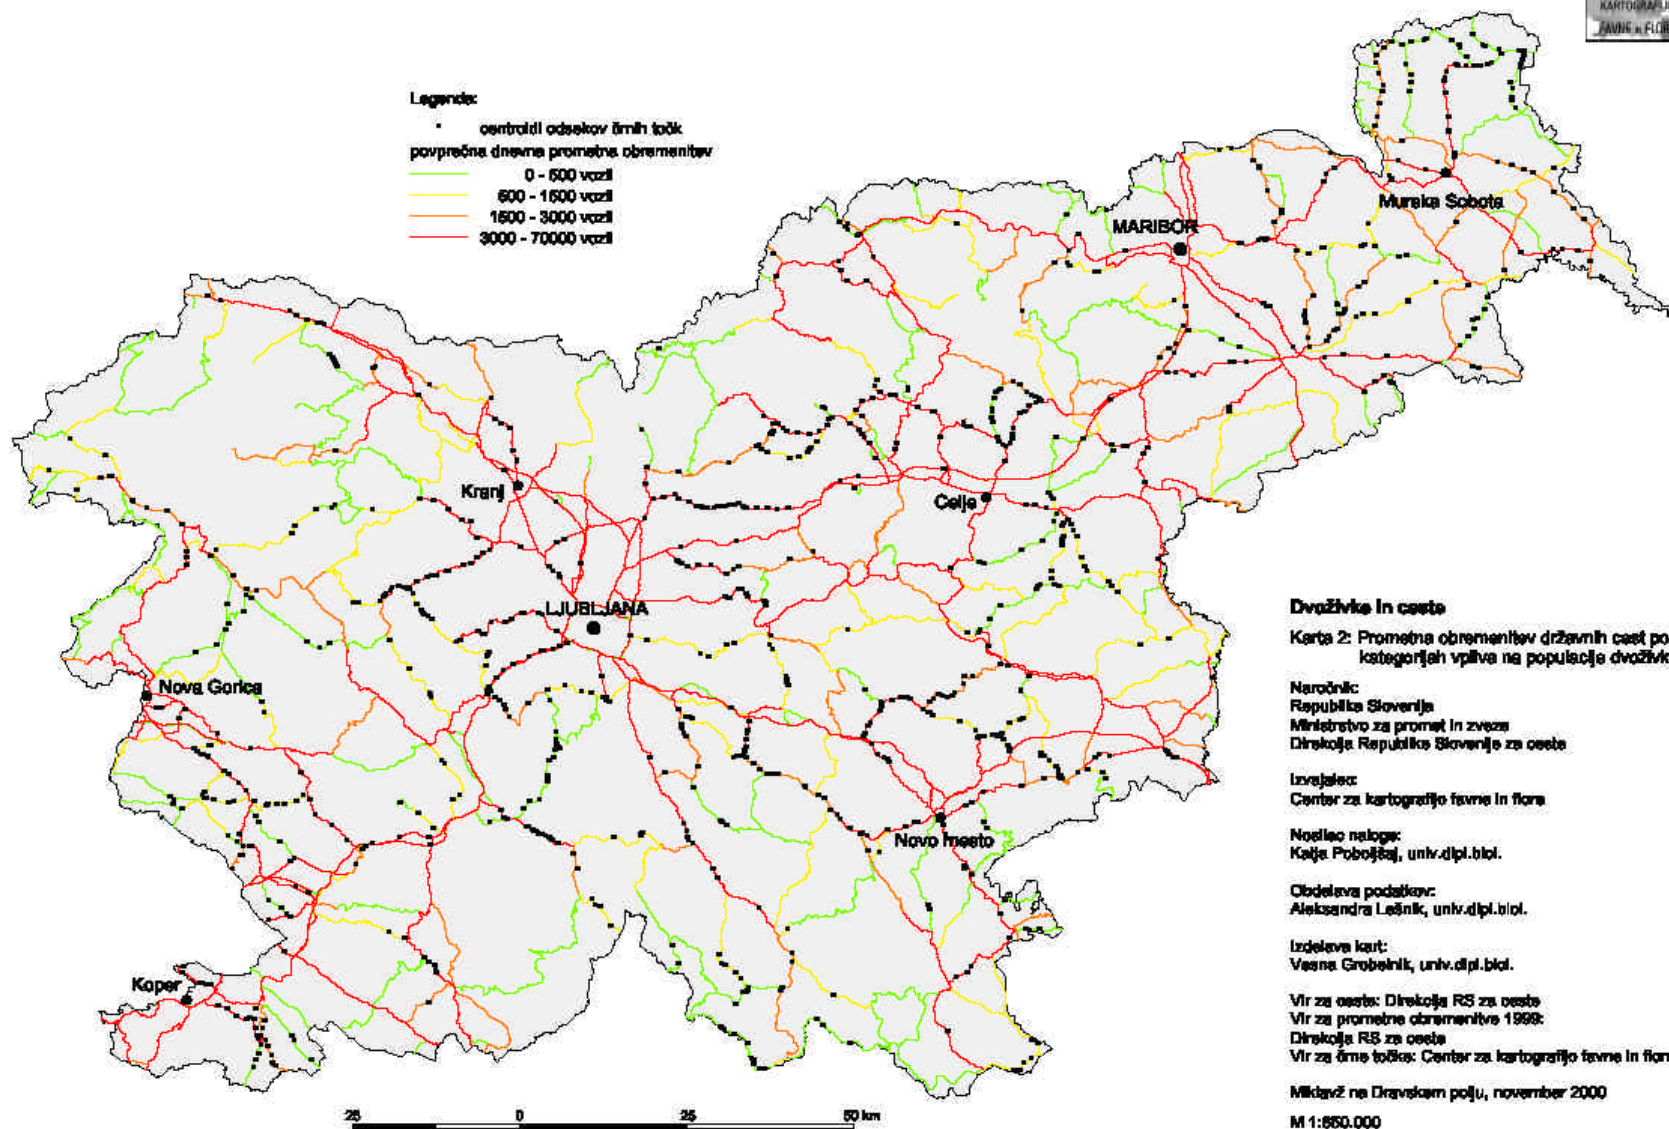 KARTOGRAFIJO
FAVNE in FLORE
Legenda:
centroidi odsekov črnih točk
povprečna dnevna prometna obremenitev
0 - 500 vozil
500 - 1500 vozil
1500 - 3000 vozil
3000 - 70000 vozil
Murska Sobota
MARIBOR
Kranj
Celje
LJUBLJANA
Nova Gorica
Novo mesto
Koper
25 0 25 50 km
Dvoživke in ceste
Karta 2: Prometna obremenitev državnih cest po
kategorijah vpliva na populacije dvoživk
Naročnik:
Republika Slovenija
Ministrstvo za promet in zveze
Direkcija Republike Slovenije za ceste
Izvajalec:
Center za kartografijo favne in flore
Nosilec naloge:
Katja Poboljšaj, univ.dipl.biol.
Obdelava podatkov:
Aleksandra Lešnik, univ.dipl.biol.
Izdelava kart:
Vesna Grobelnik, univ.dipl.biol.
Vir za ceste: Direkcija RS za ceste
Vir za prometne obremenitve 1999:
Direkcija RS za ceste
Vir za črne točke: Center za kartografijo favne in flore
Miklavž na Dravskem polju, november 2000
M 1:650.000